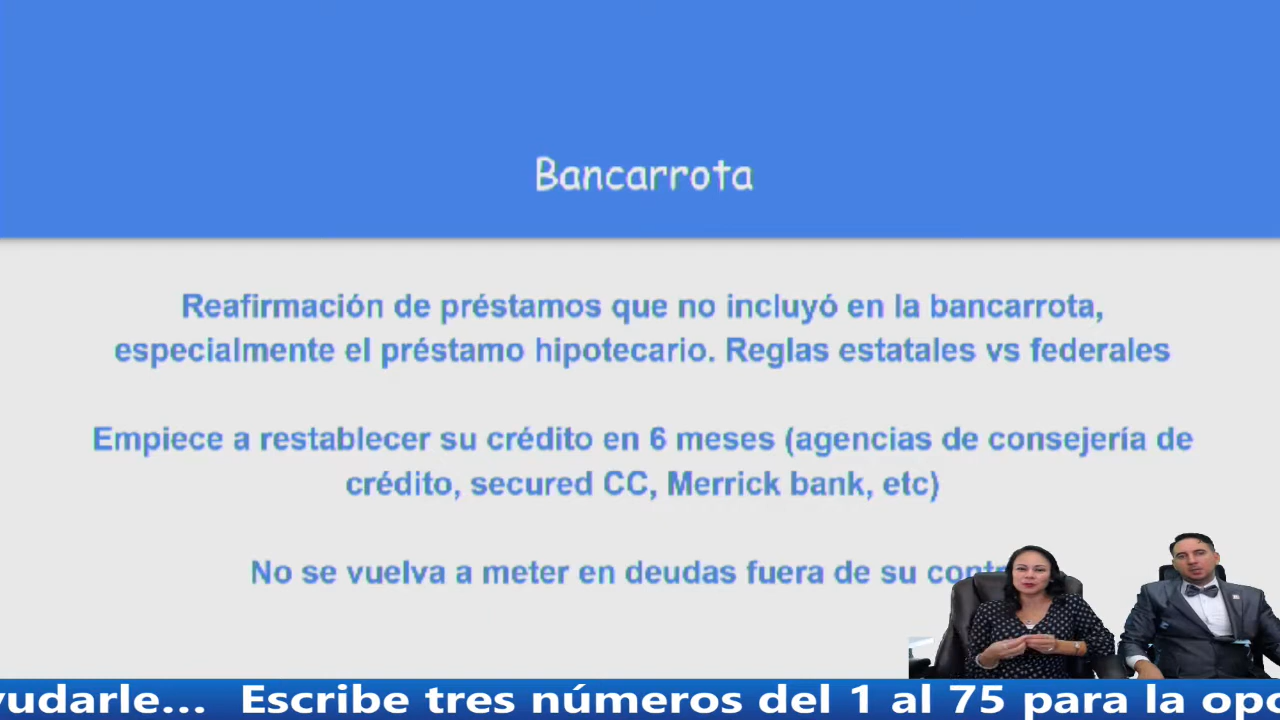 Bancarrota
Reafirmación de préstamos que no incluyó en la bancarrota,
especialmente el préstamo hipotecario. Reglas estatales vs federales
Empiece a restablecer su crédito en 6 meses (agencias de consejería de
crédito, secured CC, Merrick bank, etc)
No se vuelva a meter en deudas fuera de su
yudarle... Escribe tres números del 1 al 75 para la opo